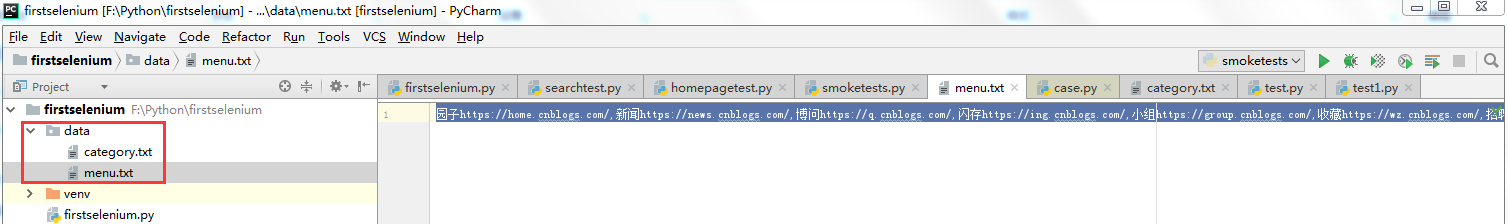 firstselenium [F:\Python\firstselenium] - ...\data\menu.txt [firstselenium] - PyCharm
File Edit View Navigate Code Refactor Run Tools VCS Window Help
firstselenium data menu.txt smoketests
Project firstselenium.py searchtest.py homepagetest.py smoketests.py menu.txt case.py category.txt test.py test1.py
firstselenium F:\Python\firstselenium
1 园子https://home.cnblogs.com/,新闻https://news.cnblogs.com/,博问https://q.cnblogs.com/,闪存https://ing.cnblogs.com/,小组https://group.cnblogs.com/,收藏https://wz.cnblogs.com/,招
data
category.txt
menu.txt
venv
firstselenium.py